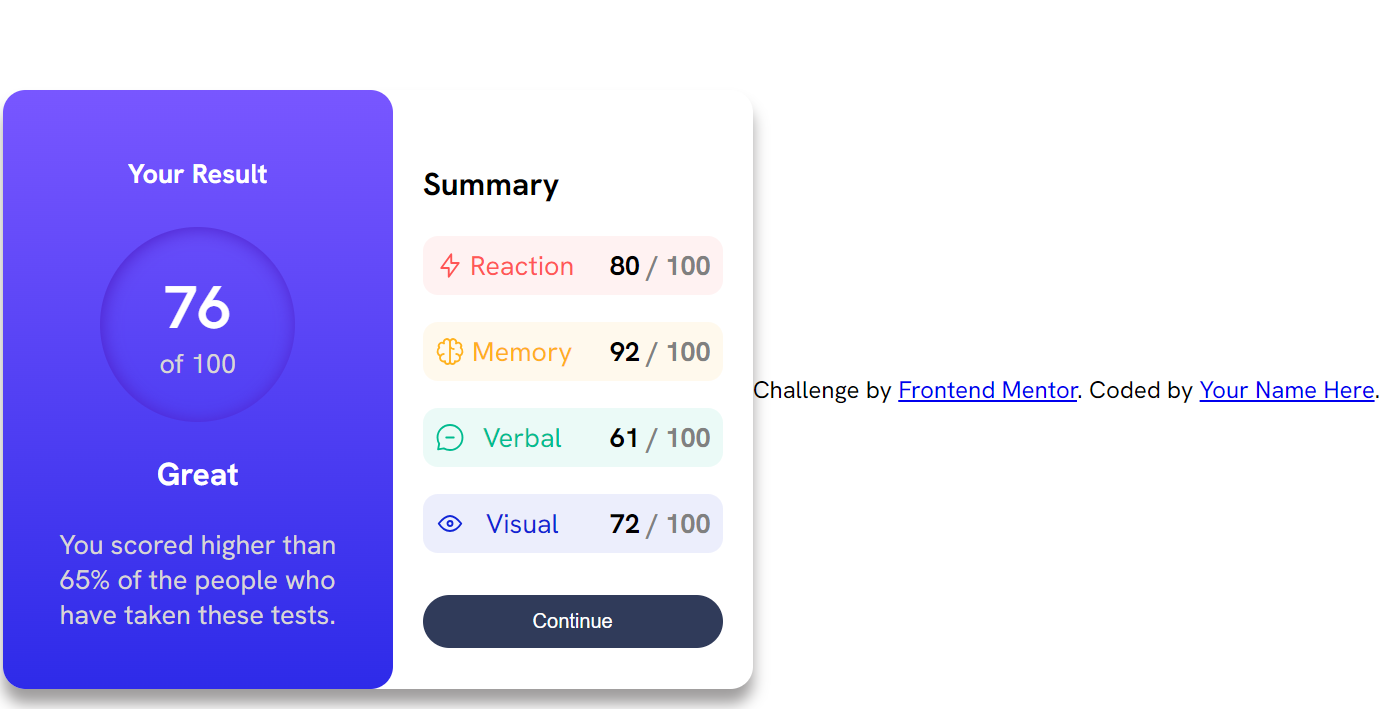 Your Result
76
of 100
Great
You scored higher than
65% of the people who
have taken these tests.
Summary
Reaction 80 / 100
Memory 92 / 100
Verbal 61 / 100
Visual 72 / 100
Continue
Challenge by Frontend Mentor. Coded by Your Name Here.